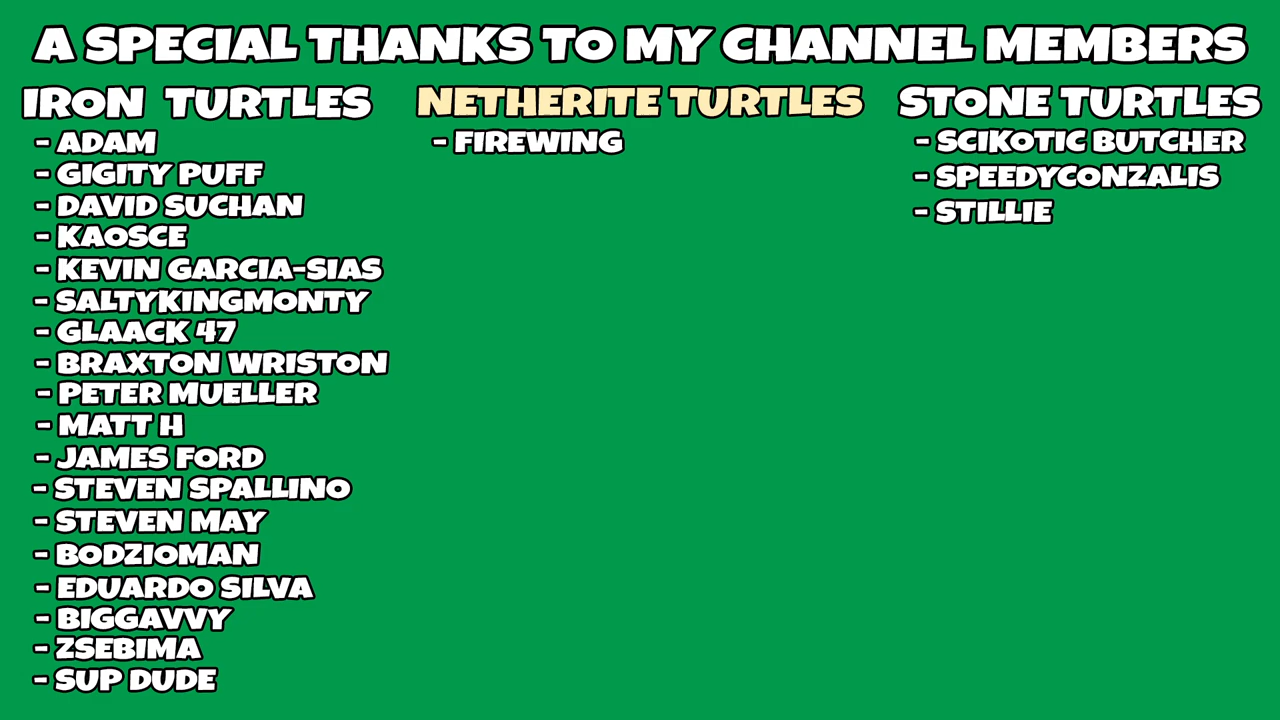 A SPECIAL THANKS TO MY CHANNEL MEMBERS
IRON TURTLES
- ADAM
- GIGITY PUFF
- DAVID SUCHAN
- KAOSCE
- KEVIN GARCIA-SIAS
- SALTYKINGMONTY
- GLAACK 47
- BRAXTON WRISTON
- PETER MUELLER
- MATT H
- JAMES FORD
- STEVEN SPALLINO
- STEVEN MAY
- BODZIOMAN
- EDUARDO SILVA
- BIGGAVVY
- ZSEBIMA
- SUP DUDE
NETHERITE TURTLES
- FIREWING
STONE TURTLES
- SCIKOTIC BUTCHER
- SPEEDYCONZALIS
- STILLIE